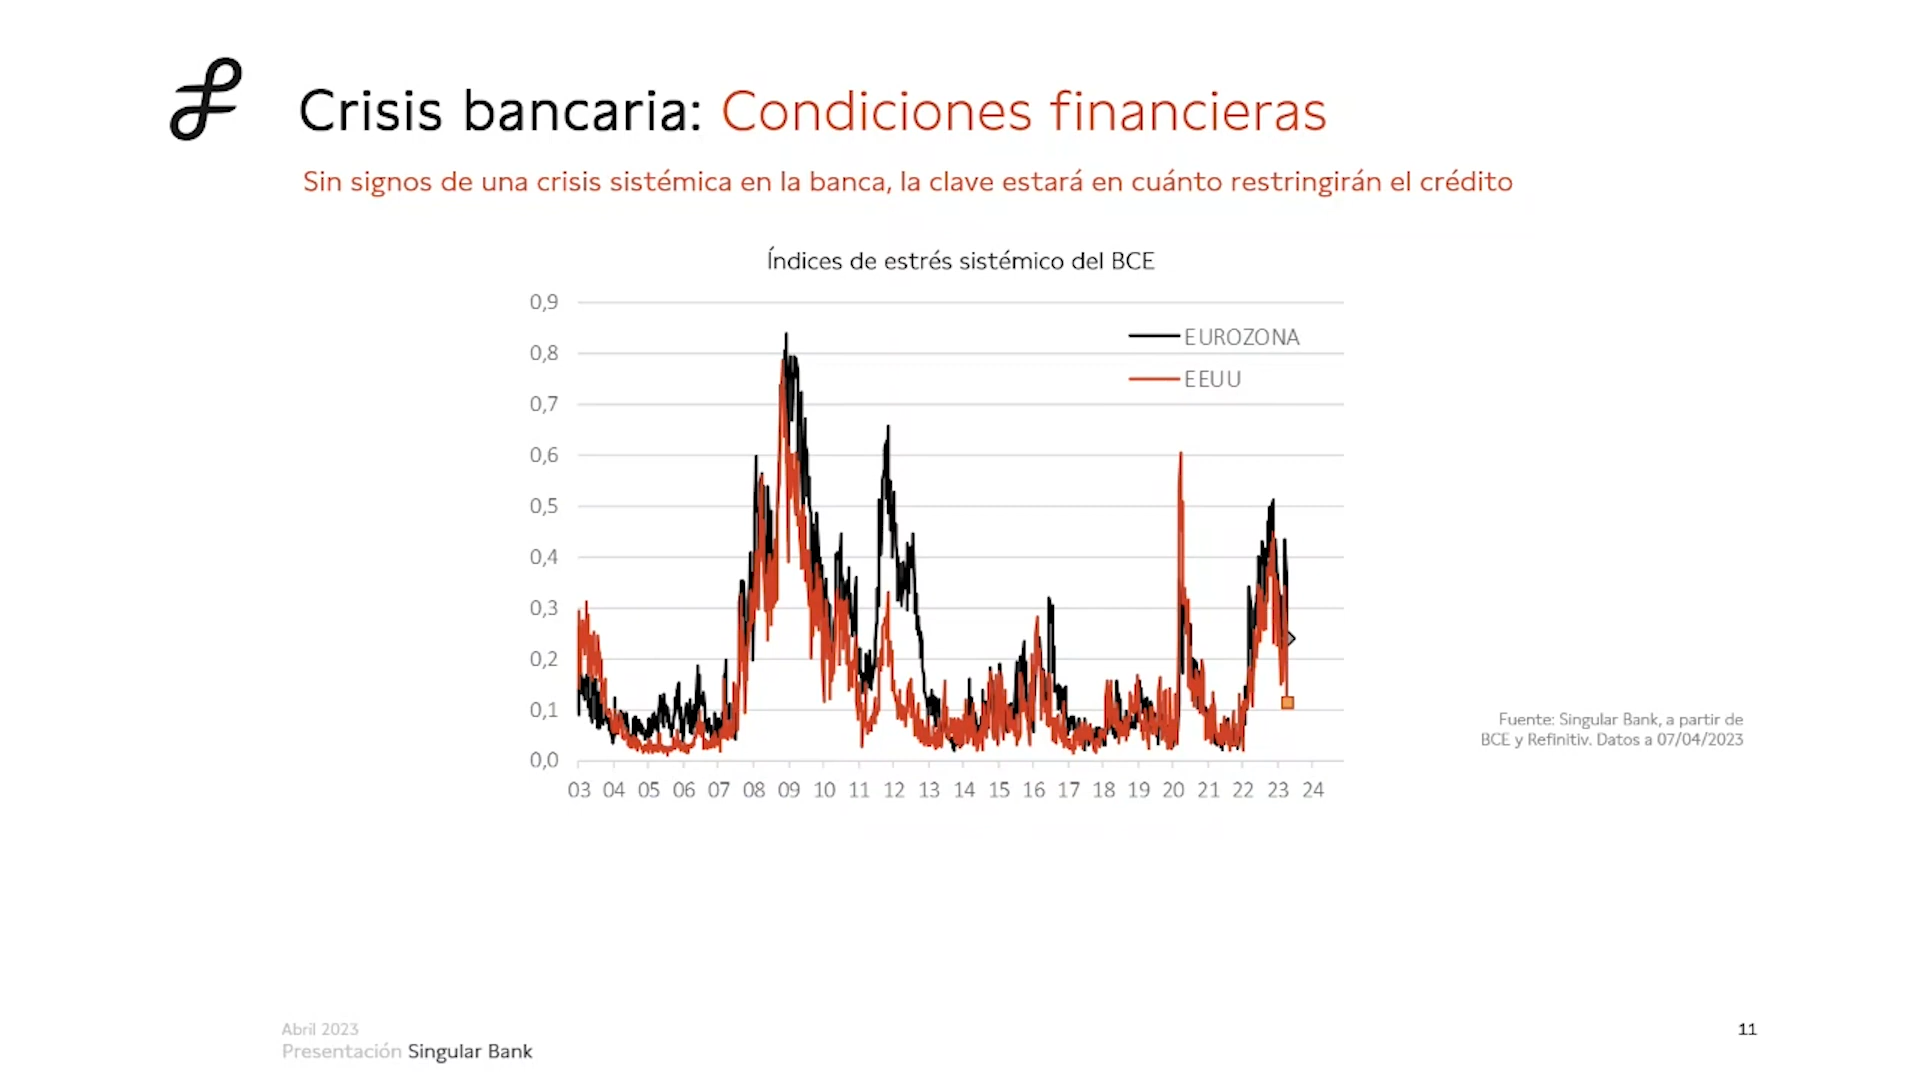 Crisis bancaria: Condiciones financieras
Sin signos de una crisis sistémica en la banca, la clave estará en cuánto restringirán el crédito
Índices de estrés sistémico del BCE
0,9
0,8
0,7
0,6
0,5
0,4
0,3
0,2
0,1
0,0
EUROZONA
EEUU
03 04 05 06 07 08 09 10 11 12 13 14 15 16 17 18 19 20 21 22 23 24
Fuente: Singular Bank, a partir de
BCE y Refinitiv. Datos a 07/04/2023
Abril 2023
Presentación Singular Bank
11